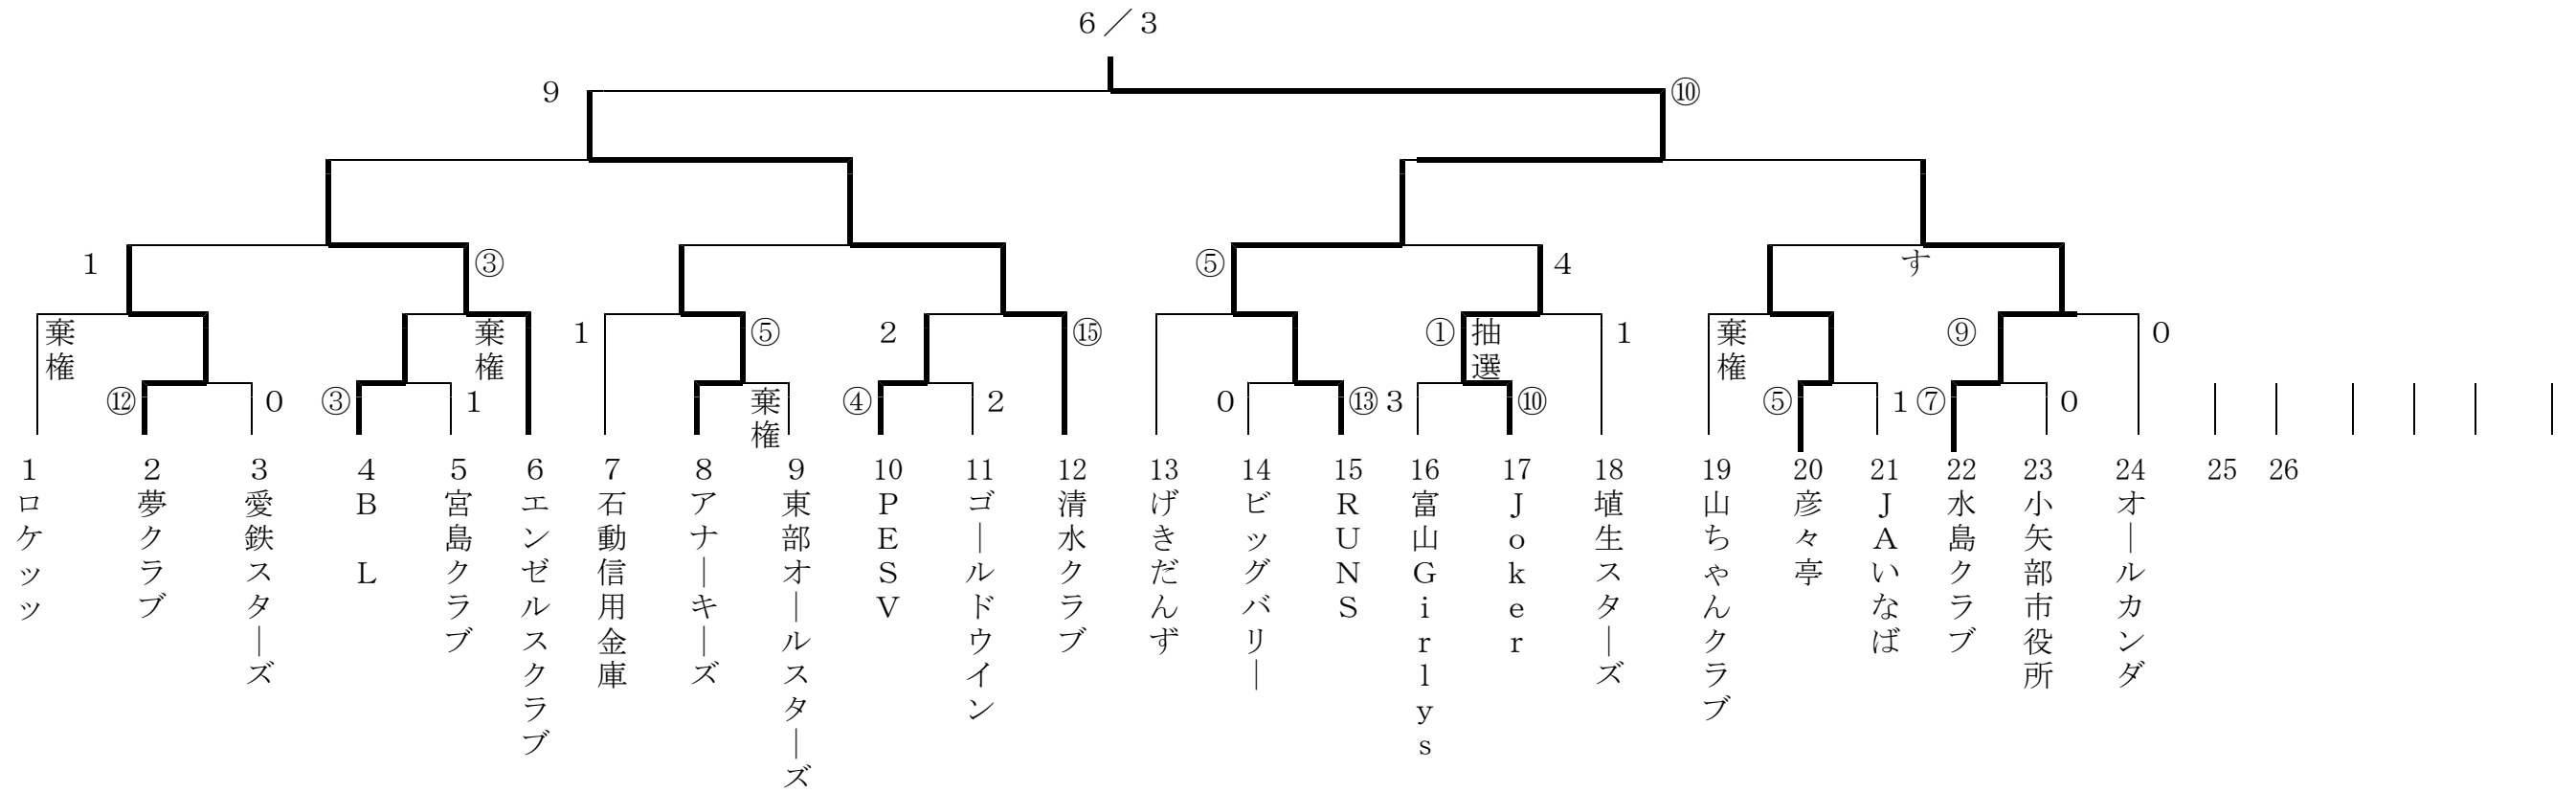 6／3
9 ⑩
1 ③ ⑤ 4 す
棄権 棄権 1 ⑤ 2 ⑮ ① 抽選 1 棄権 ⑨ 0
⑫ 0 ③ 1 棄権 ④ 2 0 ⑬ 3 ⑩ ⑤ 1 ⑦ 0
1 ロケッツ
2 夢クラブ
3 愛鉄スターズ
4 B L
5 宮島クラブ
6 エンゼルスクラブ
7 石動信用金庫
8 アナーキーズ
9 東部オールスターズ
10 PESV
11 ゴールドウイン
12 清水クラブ
13 げきだんず
14 ビッグバリー
15 RUNS
16 富山Girlys
17 Joker
18 埴生スターズ
19 山ちゃんクラブ
20 彦々亭
21 JAいなば
22 水島クラブ
23 小矢部市役所
24 オールカンダ
25
26